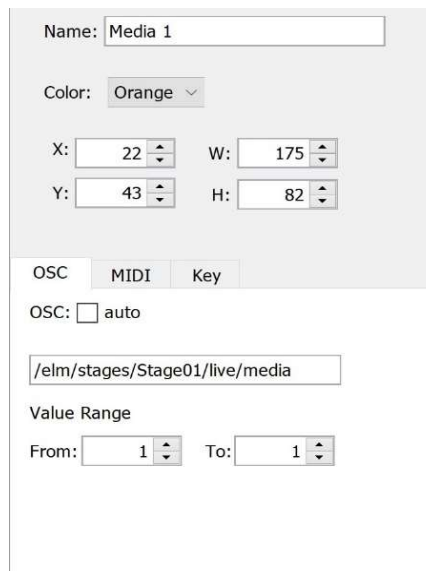 Name: Media 1
Color: Orange
X: 22 W: 175
Y: 43 H: 82
OSC MIDI Key
OSC: auto
/elm/stages/Stage01/live/media
Value Range
From: 1 To: 1